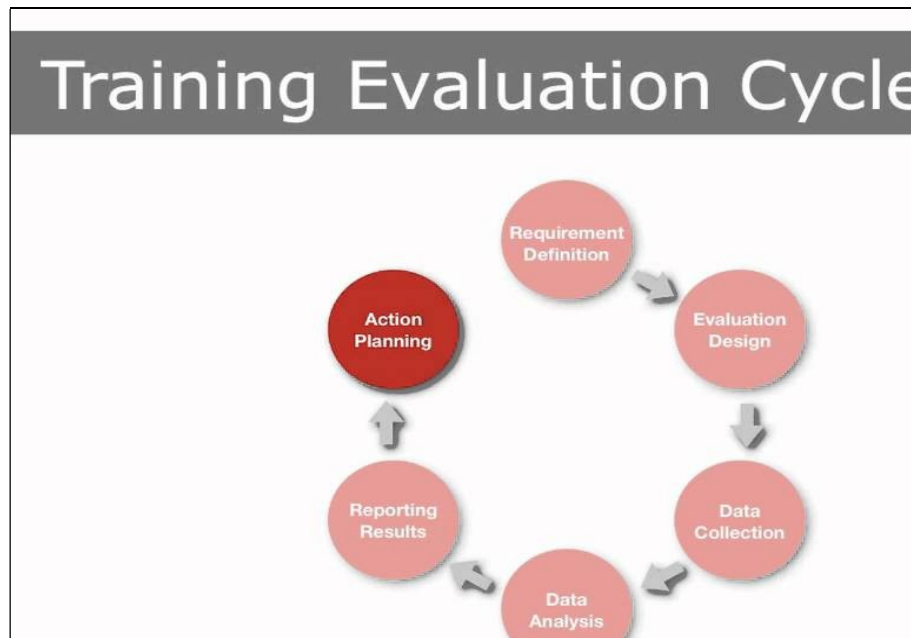 Training Evaluation Cycle
Requirement
Definition
Evaluation
Design
Data
Collection
Data
Analysis
Reporting
Results
Action
Planning